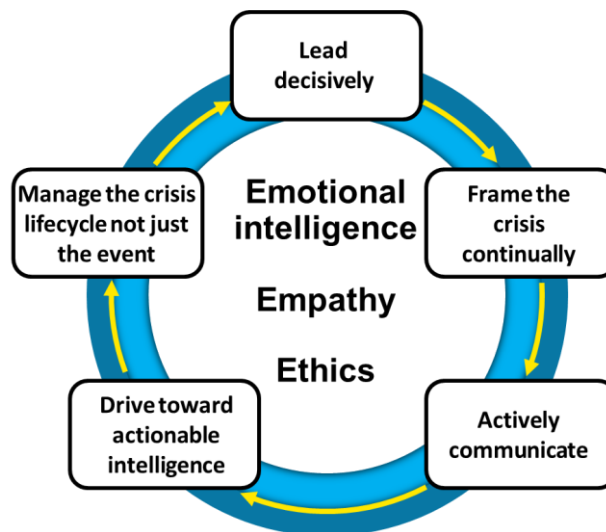 Lead
decisively
Manage the crisis
lifecycle not just
the event
Emotional
intelligence
Empathy
Ethics
Frame the
crisis
continually
Drive toward
actionable
intelligence
Actively
communicate